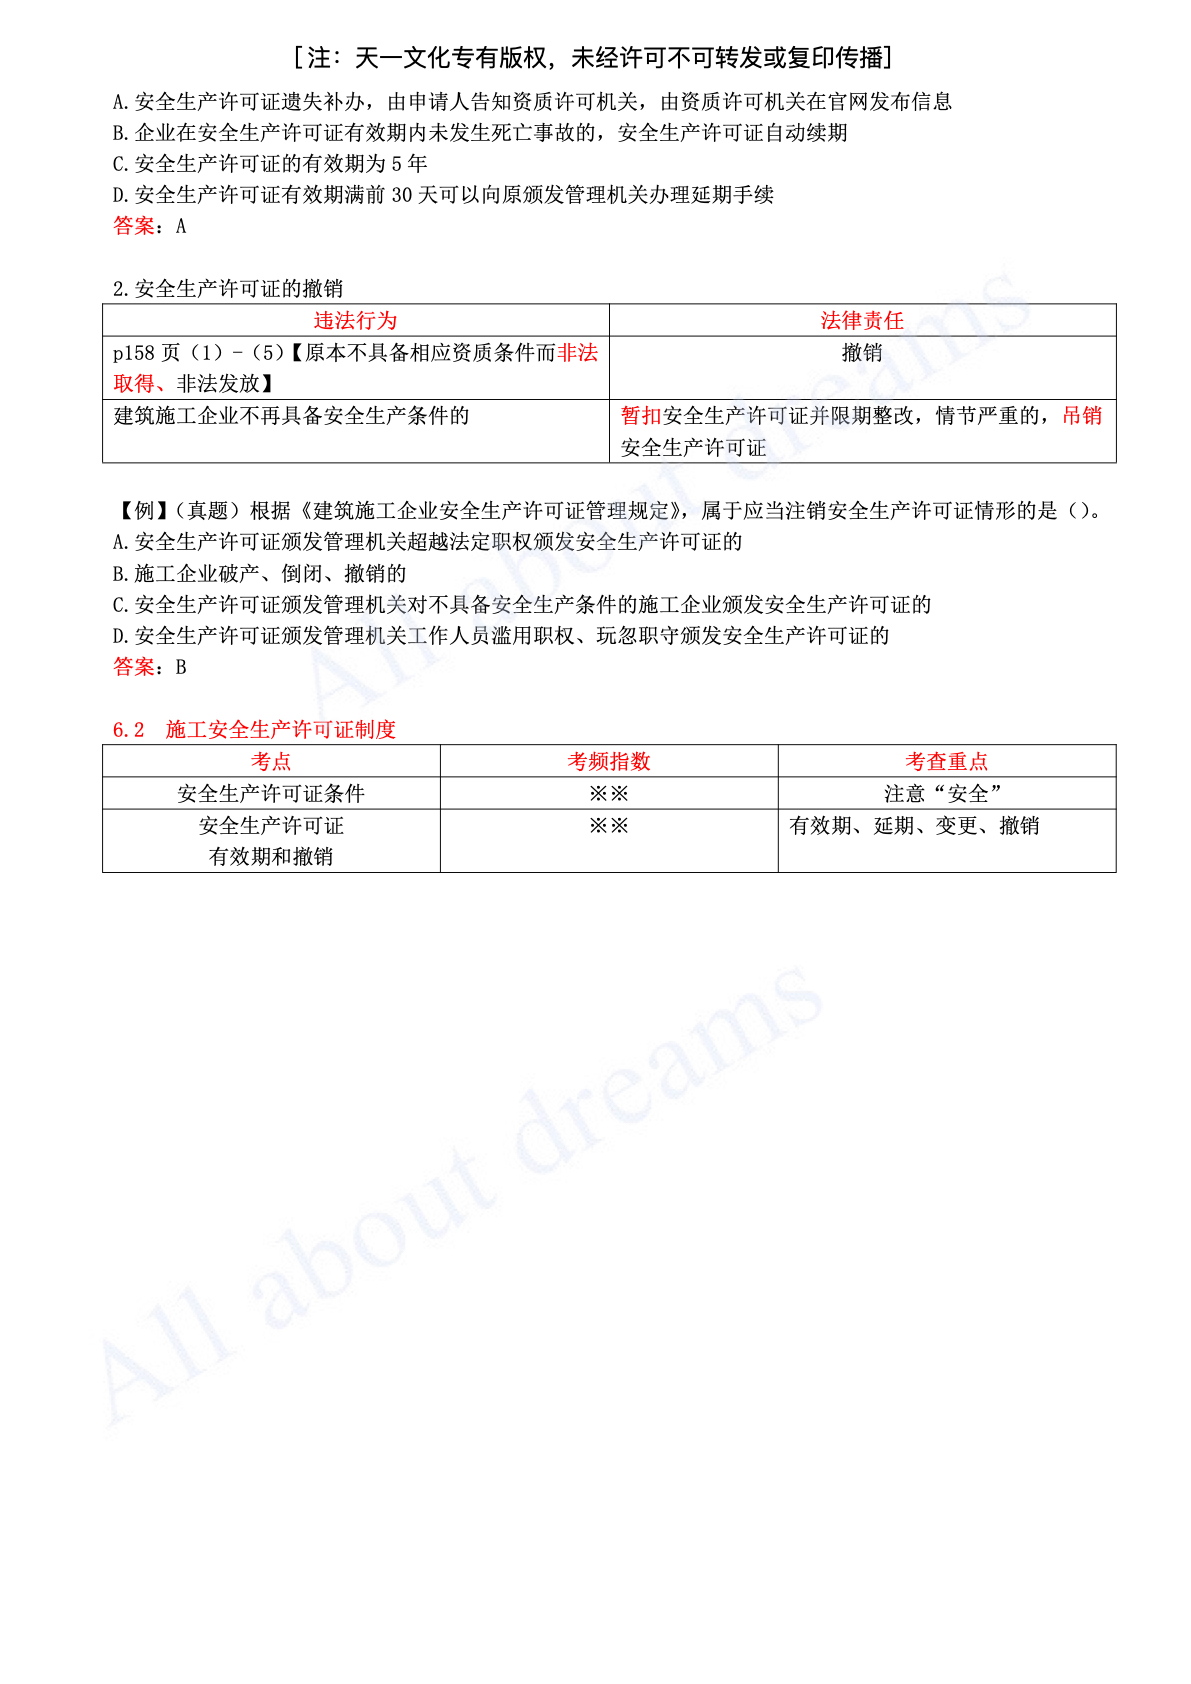 [注：天一文化专有版权，未经许可不可转发或复印传播]
A.安全生产许可证遗失补办，由申请人告知资质许可机关，由资质许可机关在官网发布信息
B.企业在安全生产许可证有效期内未发生死亡事故的，安全生产许可证自动续期
C.安全生产许可证的有效期为 5 年
D.安全生产许可证有效期满前 30 天可以向原颁发管理机关办理延期手续
答案：A
2.安全生产许可证的撤销
违法行为 法律责任
p158 页（1）-（5）【原本不具备相应资质条件而非法 撤销
取得、非法发放】
建筑施工企业不再具备安全生产条件的 暂扣安全生产许可证并限期整改，情节严重的，吊销
安全生产许可证
【例】（真题）根据《建筑施工企业安全生产许可证管理规定》，属于应当注销安全生产许可证情形的是（）。
A.安全生产许可证颁发管理机关超越法定职权颁发安全生产许可证的
B.施工企业破产、倒闭、撤销的
C.安全生产许可证颁发管理机关对不具备安全生产条件的施工企业颁发安全生产许可证的
D.安全生产许可证颁发管理机关工作人员滥用职权、玩忽职守颁发安全生产许可证的
答案：B
6.2 施工安全生产许可证制度
考点 考频指数 考查重点
安全生产许可证条件 ※※ 注意“安全”
安全生产许可证 ※※ 有效期、延期、变更、撤销
有效期和撤销
All about dreams
All about dreams